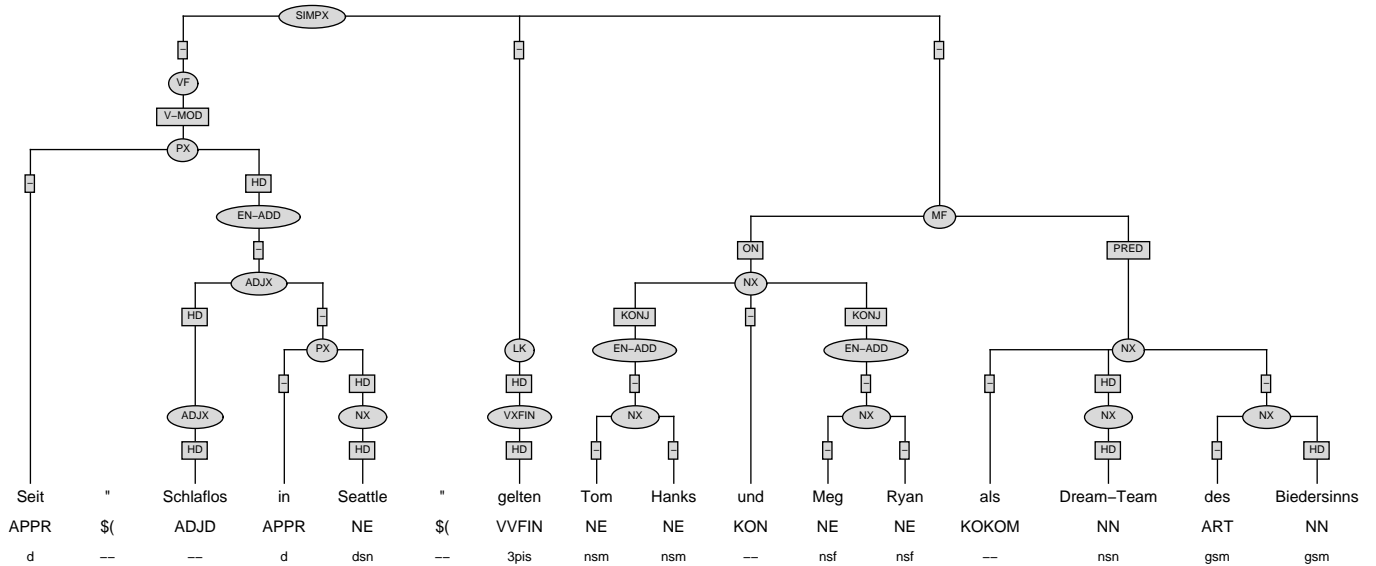 SIMPX
– – –
VF
V–MOD
PX
– HD
EN–ADD MF
– ON PRED
ADJX NX
HD – KONJ – KONJ
PX LK EN–ADD EN–ADD NX
– HD HD – – – HD –
ADJX NX VXFIN NX NX NX NX
HD HD HD – – – – HD – HD
Seit " Schlaflos in Seattle " gelten Tom Hanks und Meg Ryan als Dream–Team des Biedersinns
APPR $( ADJD APPR NE $( VVFIN NE NE KON NE NE KOKOM NN ART NN
d –– –– d dsn –– 3pis nsm nsm –– nsf nsf –– nsn gsm gsm